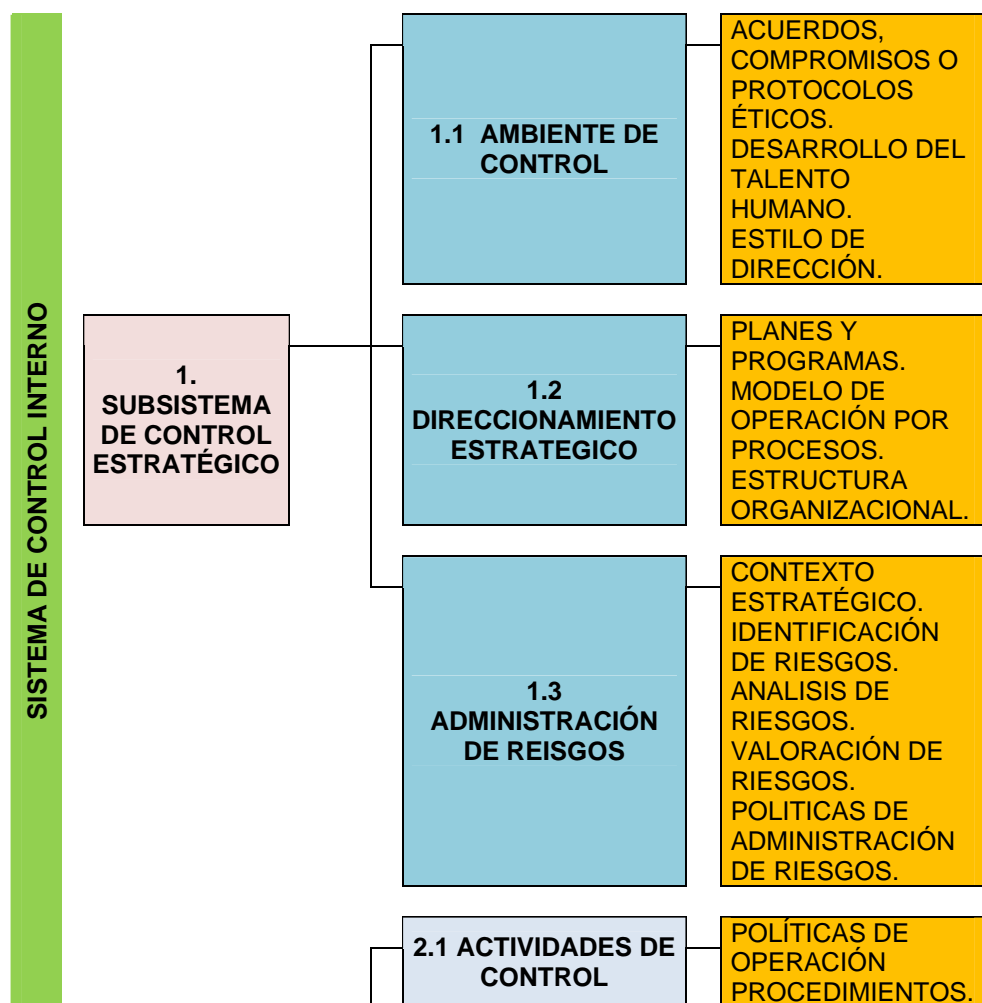 SISTEMA DE CONTROL INTERNO
1.
SUBSISTEMA
DE CONTROL
ESTRATÉGICO
1.1 AMBIENTE DE
CONTROL
ACUERDOS,
COMPROMISOS O
PROTOCOLOS
ÉTICOS.
DESARROLLO DEL
TALENTO
HUMANO.
ESTILO DE
DIRECCIÓN.
1.2
DIRECCIONAMIENTO
ESTRATEGICO
PLANES Y
PROGRAMAS.
MODELO DE
OPERACIÓN POR
PROCESOS.
ESTRUCTURA
ORGANIZACIONAL.
1.3
ADMINISTRACIÓN
DE REISGOS
CONTEXTO
ESTRATÉGICO.
IDENTIFICACIÓN
DE RIESGOS.
ANALISIS DE
RIESGOS.
VALORACIÓN DE
RIESGOS.
POLITICAS DE
ADMINISTRACIÓN
DE RIESGOS.
2.1 ACTIVIDADES DE
CONTROL
POLÍTICAS DE
OPERACIÓN
PROCEDIMIENTOS.